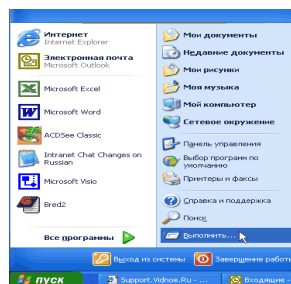 Интернет
Internet Explorer
Электронная почта
Microsoft Outlook
Microsoft Excel
Microsoft Word
ACDSee Classic
Intranet Chat Changes on
Russian
Microsoft Visio
Bred2
Все программы
Мои документы
Недавние документы
Мои рисунки
Моя музыка
Мой компьютер
Сетевое окружение
Панель управления
Выбор программ по
умолчанию
Принтеры и факсы
Справка и поддержка
Поиск
Выполнить...
Выход из системы
Завершение работы
пуск
Support.Vidnoe.Ru - ...
Входящие -